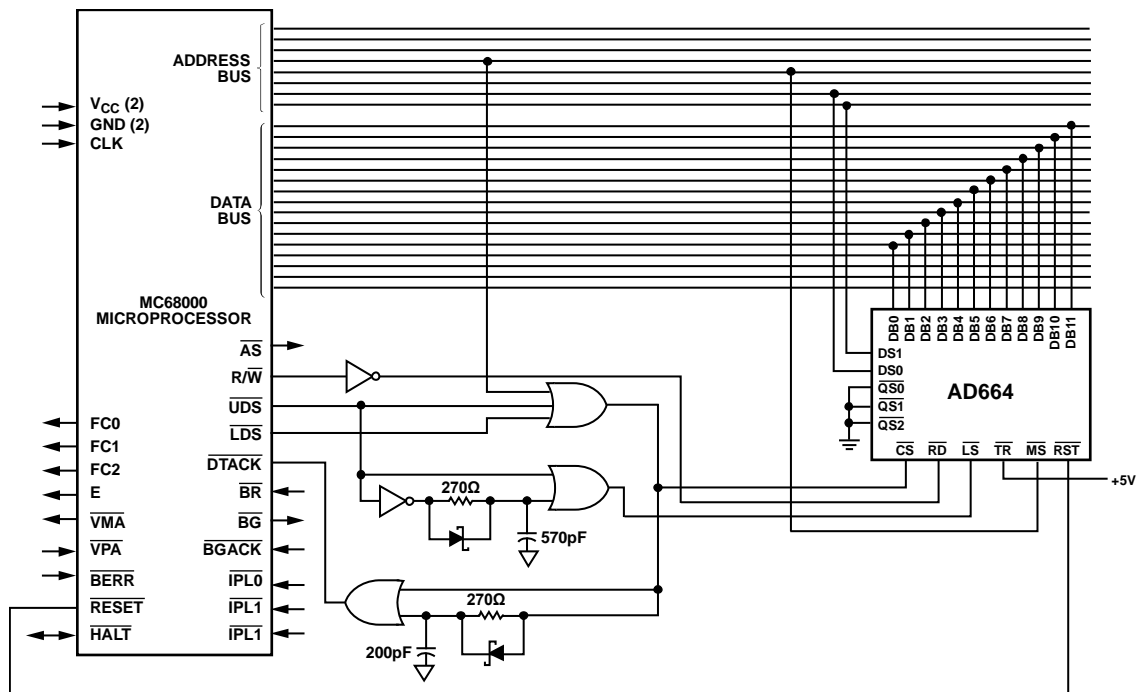 ADDRESS
BUS
VCC (2)
GND (2)
CLK
DATA
BUS
MC68000
MICROPROCESSOR
AS
R/W
UDS
LDS
DTACK
BR
BG
BGACK
IPL0
IPL1
IPL1
FC0
FC1
FC2
E
VMA
VPA
BERR
RESET
HALT
270Ω
570pF
270Ω
200pF
DB0
DB1
DB2
DB3
DB4
DB5
DB6
DB7
DB8
DB9
DB10
DB11
DS1
DS0
QS0
QS1
QS2
AD664
CS RD LS TR MS RST
+5V